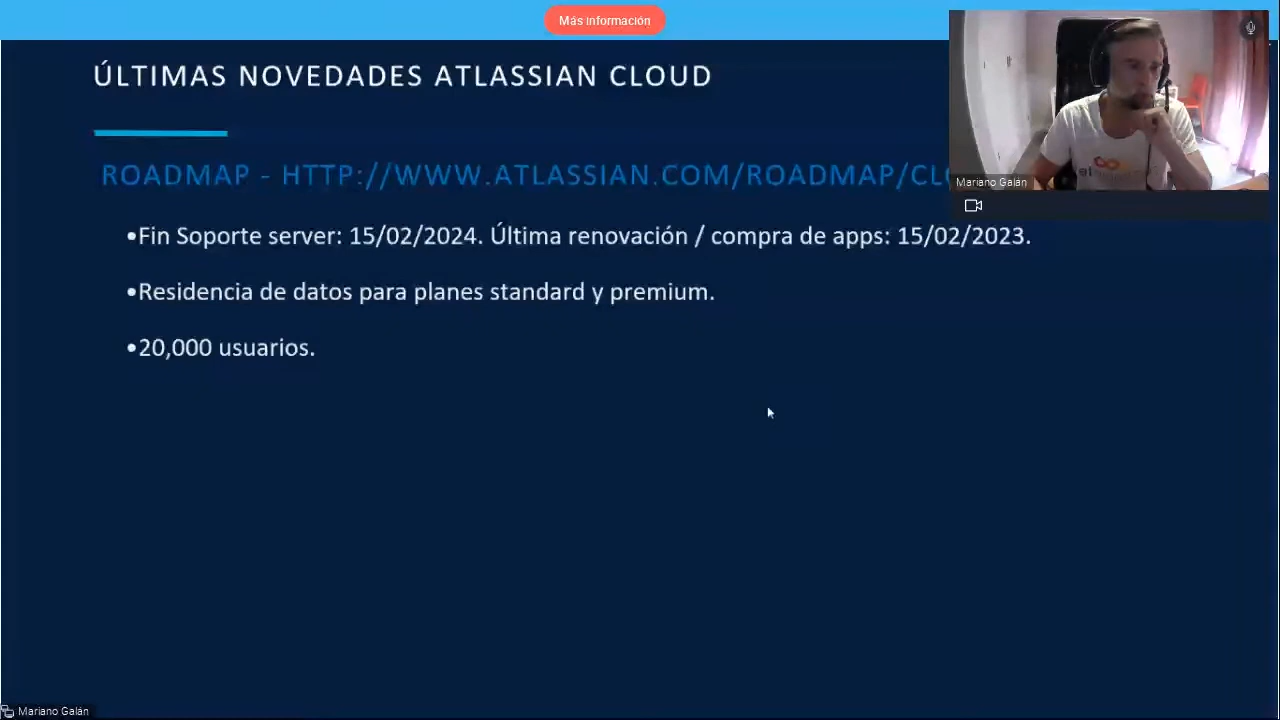 Más información
ÚLTIMAS NOVEDADES ATLASSIAN CLOUD
ROADMAP - HTTP://WWW.ATLASSIAN.COM/ROADMAP/
Mariano Galán
•Fin Soporte server: 15/02/2024. Última renovación / compra de apps: 15/02/2023.
•Residencia de datos para planes standard y premium.
•20,000 usuarios.
Mariano Galán